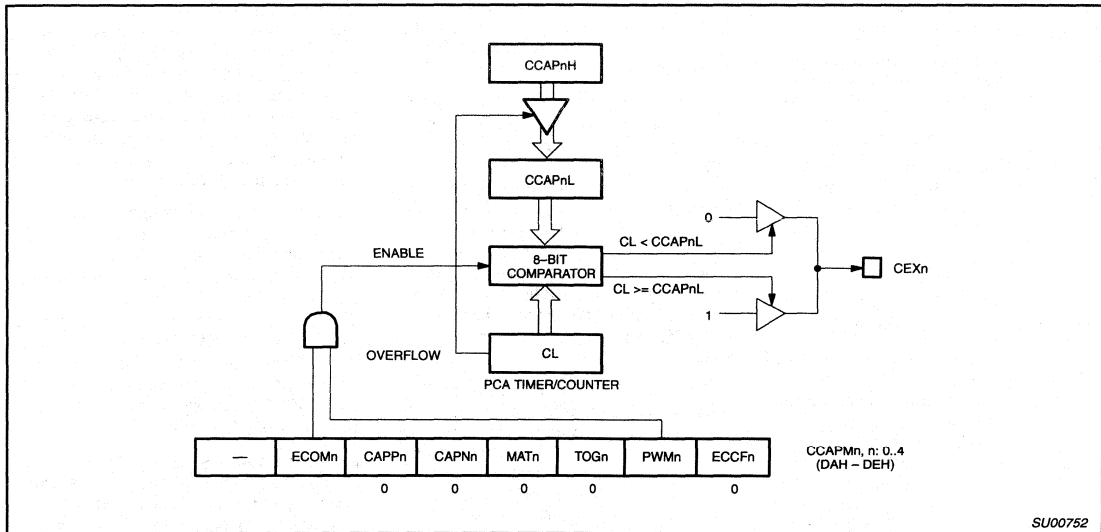 CCAPnH
CCAPnL
0
CL < CCAPnL
ENABLE
8–BIT
COMPARATOR
CEXn
CL >= CCAPnL
1
OVERFLOW
CL
PCA TIMER/COUNTER
— ECOMn CAPPn CAPNn MATn TOGn PWMn ECCFn
CCAPMn, n: 0..4
(DAH – DEH)
0 0 0 0 0
SU00752